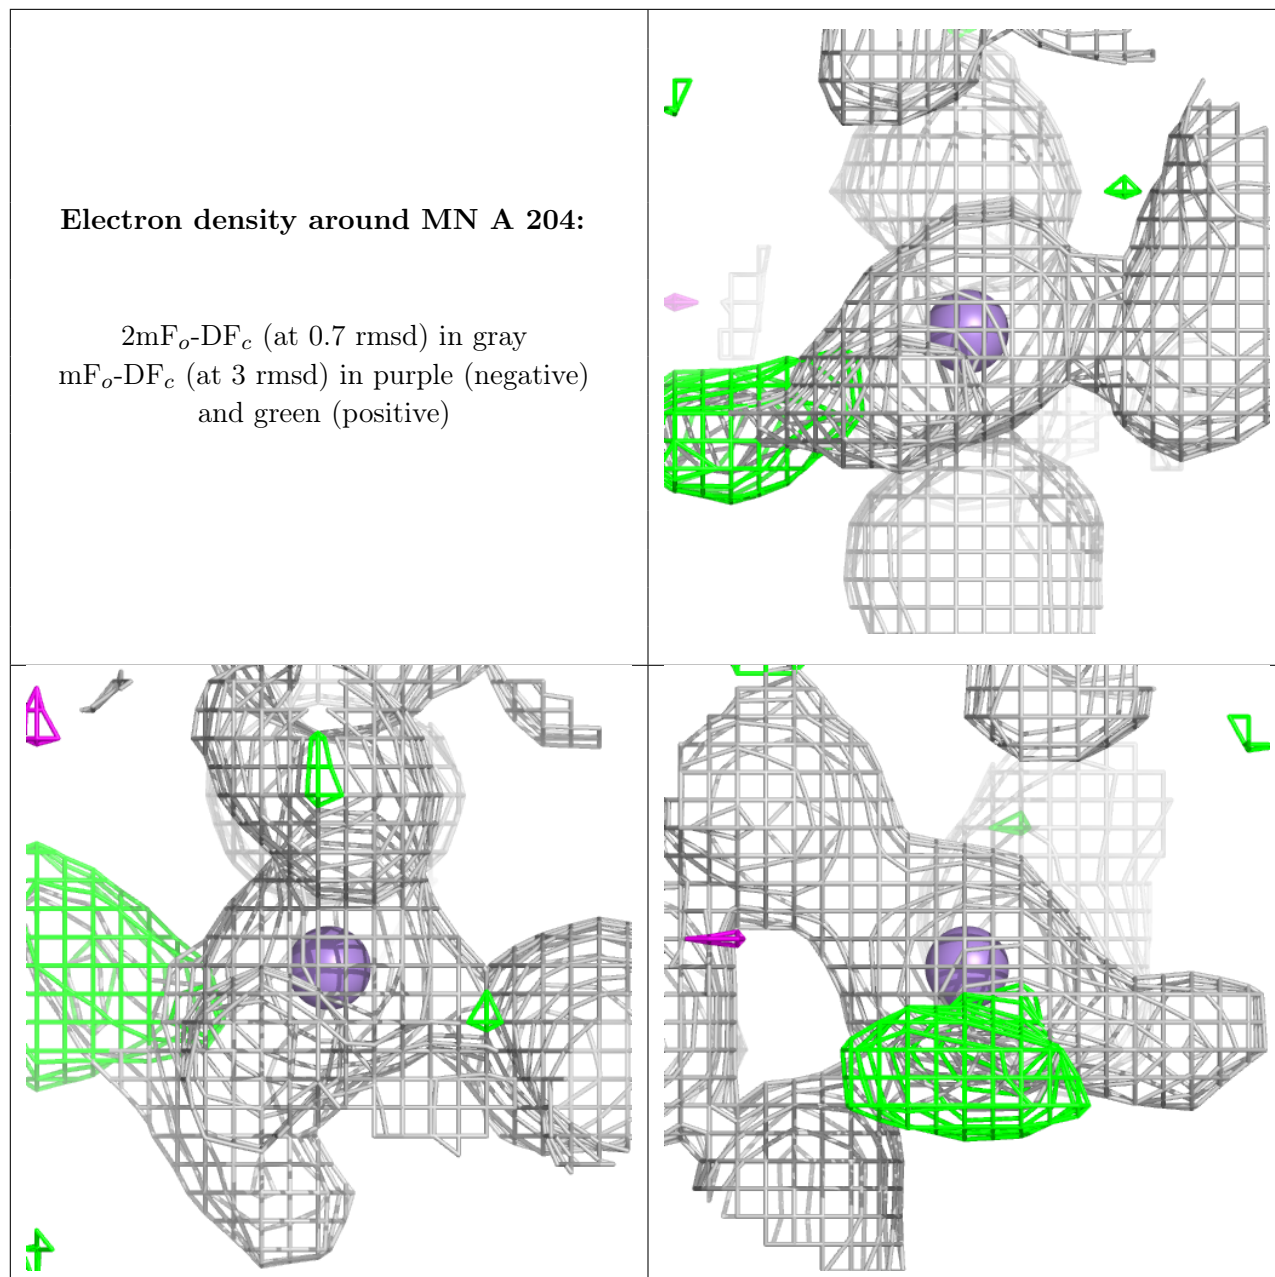 Electron density around MN A 204:
2mFo-DFc (at 0.7 rmsd) in gray
mFo-DFc (at 3 rmsd) in purple (negative)
and green (positive)